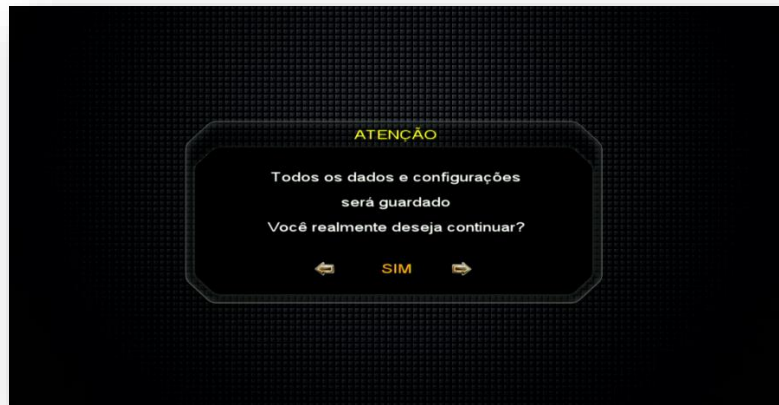 ATENÇÃO
Todos os dados e configurações
será guardado
Você realmente deseja continuar?
SIM